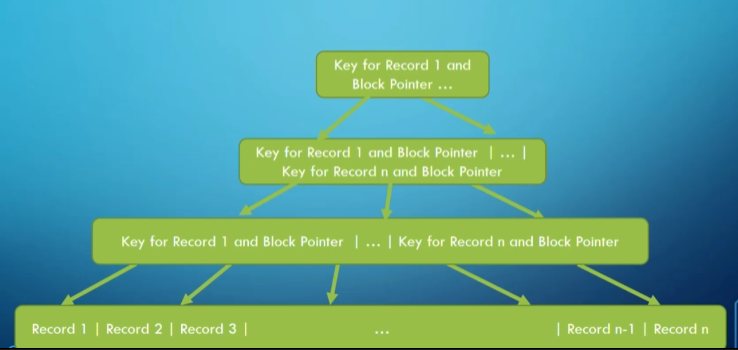 Key for Record 1 and
Block Pointer ...
Key for Record 1 and Block Pointer | ... |
Key for Record n and Block Pointer
Key for Record 1 and Block Pointer | ... | Key for Record n and Block Pointer
Record 1 | Record 2 | Record 3 | ... | Record n-1 | Record n